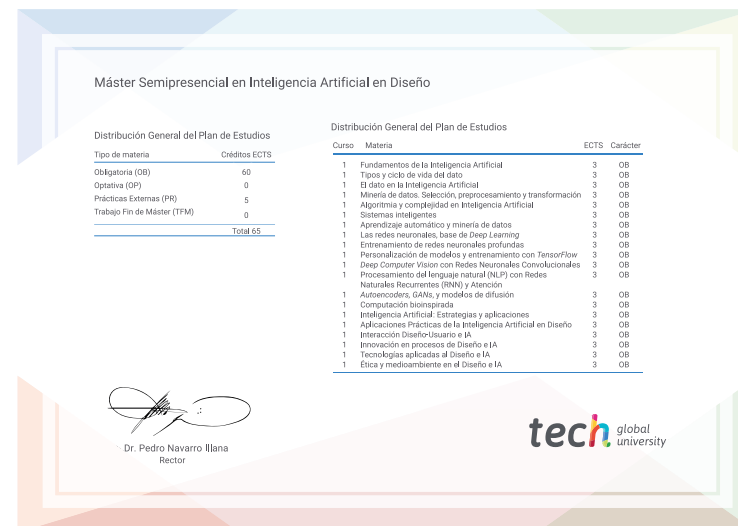 Máster Semipresencial en Inteligencia Artificial en Diseño
Distribución General del Plan de Estudios
Tipo de materia Créditos ECTS
Obligatoria (OB) 60
Optativa (OP) 0
Prácticas Externas (PR) 5
Trabajo Fin de Máster (TFM) 0
Total 65
Distribución General del Plan de Estudios
Curso Materia ECTS Carácter
1 Fundamentos de la Inteligencia Artificial 3 OB
1 Tipos y ciclo de vida del dato 3 OB
1 El dato en la Inteligencia Artificial 3 OB
1 Minería de datos. Selección, preprocesamiento y transformación 3 OB
1 Algoritmia y complejidad en Inteligencia Artificial 3 OB
1 Sistemas inteligentes 3 OB
1 Aprendizaje automático y minería de datos 3 OB
1 Las redes neuronales, base de Deep Learning 3 OB
1 Entrenamiento de redes neuronales profundas 3 OB
1 Personalización de modelos y entrenamiento con TensorFlow 3 OB
1 Deep Computer Vision con Redes Neuronales Convolucionales 3 OB
1 Procesamiento del lenguaje natural (NLP) con Redes 3 OB
Naturales Recurrentes (RNN) y Atención
1 Autoencoders, GANs, y modelos de difusión 3 OB
1 Computación bioinspirada 3 OB
1 Inteligencia Artificial: Estrategias y aplicaciones 3 OB
1 Aplicaciones Prácticas de la Inteligencia Artificial en Diseño 3 OB
1 Interacción Diseño-Usuario e IA 3 OB
1 Innovación en procesos de Diseño e IA 3 OB
1 Tecnologías aplicadas al Diseño e IA 3 OB
1 Ética y medioambiente en el Diseño e IA 3 OB
Dr. Pedro Navarro Illana
Rector
tech global
university